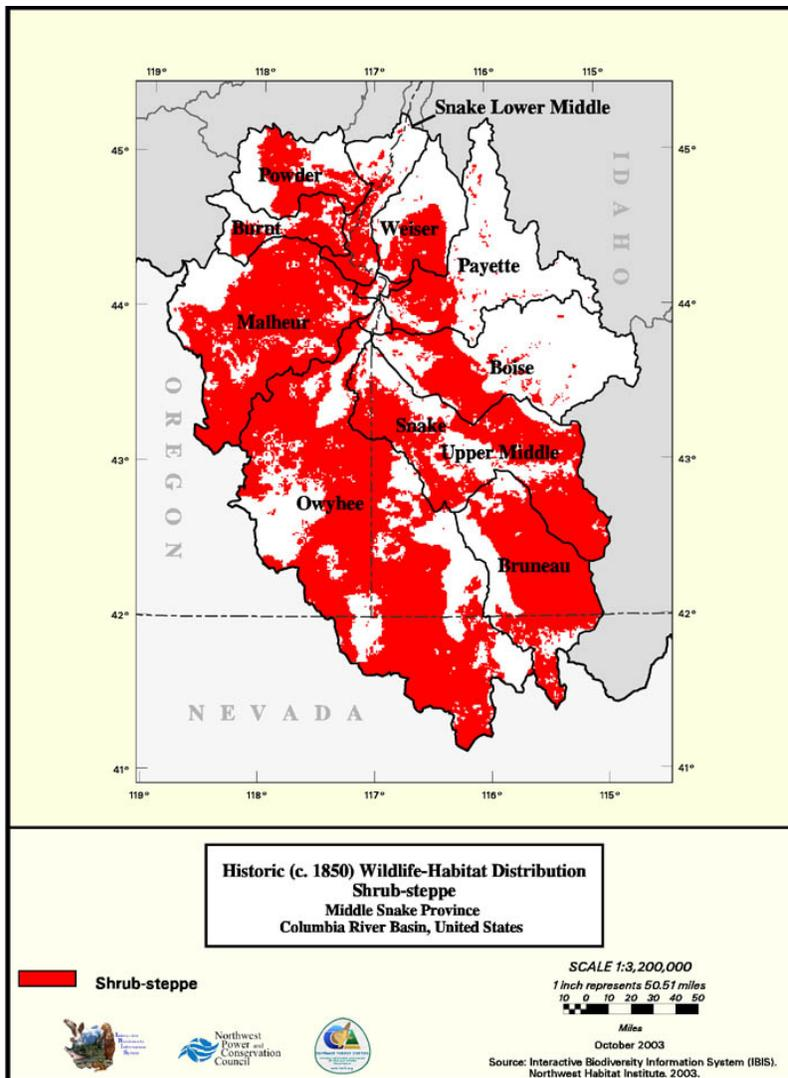 119°
118°
117°
116°
115°
Snake Lower Middle
45°
45°
IDAHO
Powder
Burnt
Weiser
Payette
44°
44°
Malheur
Boise
OREGON
Snake
Upper Middle
43°
43°
Owyhee
Bruneau
42°
42°
NEVADA
41°
41°
119°
118°
117°
116°
115°
Historic (c. 1850) Wildlife-Habitat Distribution
Shrub-steppe
Middle Snake Province
Columbia River Basin, United States
Shrub-steppe
SCALE 1:3,200,000
1 inch represents 50.51 miles
10 0 10 20 30 40 50
Miles
October 2003
Northwest
Power and
Conservation
Council
Source: Interactive Biodiversity Information System (IBIS).
Northwest Habitat Institute. 2003.